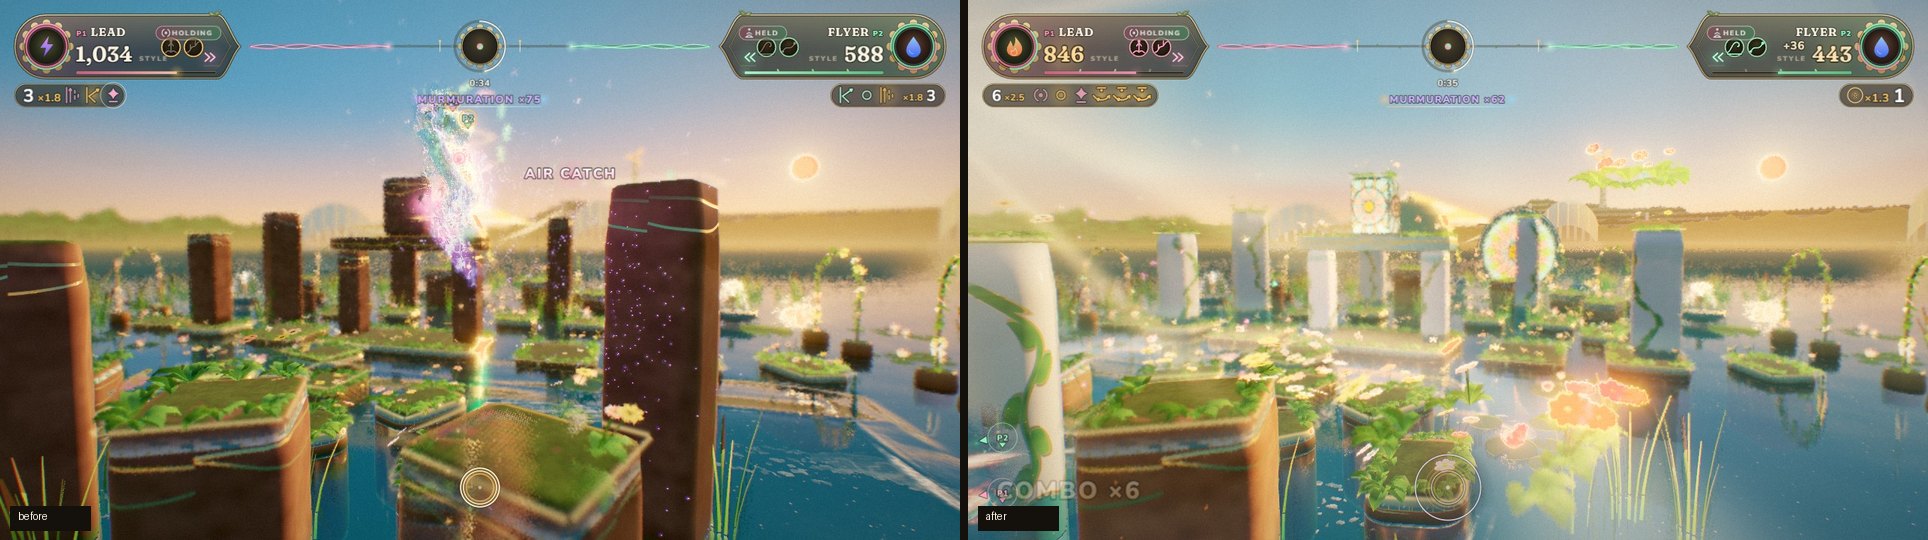 P1 LEAD
HOLDING
1,034 STYLE
HELD
FLYER P2
STYLE 588
0:34
3 ×1.8
×1.8 3
MURMURATION ×75
P2
AIR CATCH
before
P1 LEAD
HOLDING
846 STYLE
HELD
FLYER P2
+36
STYLE 443
0:35
6 ×2.5
×1.3 1
MURMURATION ×62
P2
P1
COMBO ×6
after